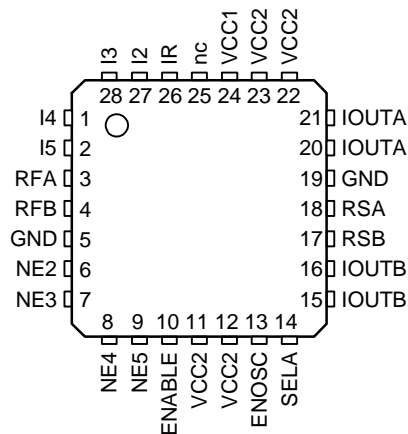 I3 I2 IR nc VCC1 VCC2 VCC2
28 27 26 25 24 23 22
I4 1
I5 2
RFA 3
RFB 4
GND 5
NE2 6
NE3 7
21 IOUTA
20 IOUTA
19 GND
18 RSA
17 RSB
16 IOUTB
15 IOUTB
8 9 10 11 12 13 14
NE4 NE5 ENABLE VCC2 VCC2 ENOSC SELA